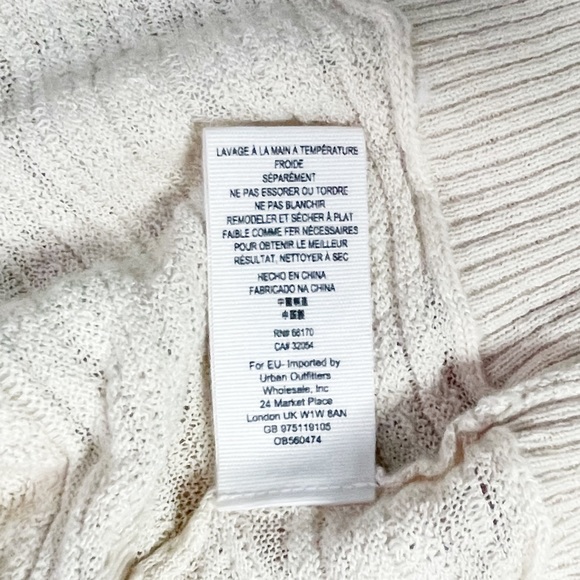 LAVAGE À LA MAIN A TEMPÉRATURE
FROIDE
SÉPARÉMENT
NE PAS ESSORER OU TORDRE
NE PAS BLANCHIR
REMODELER ET SÉCHER À PLAT
FAIBLE COMME FER NÉCESSAIRES
POUR OBTENIR LE MEILLEUR
RÉSULTAT, NETTOYER À SEC
HECHO EN CHINA
FABRICADO NA CHINA
中國製造
中国製
RN# 66170
CA# 32054
For EU- Imported by
Urban Outfitters
Wholesale, Inc
24 Market Place
London UK W1W 8AN
GB 975119105
OB560474